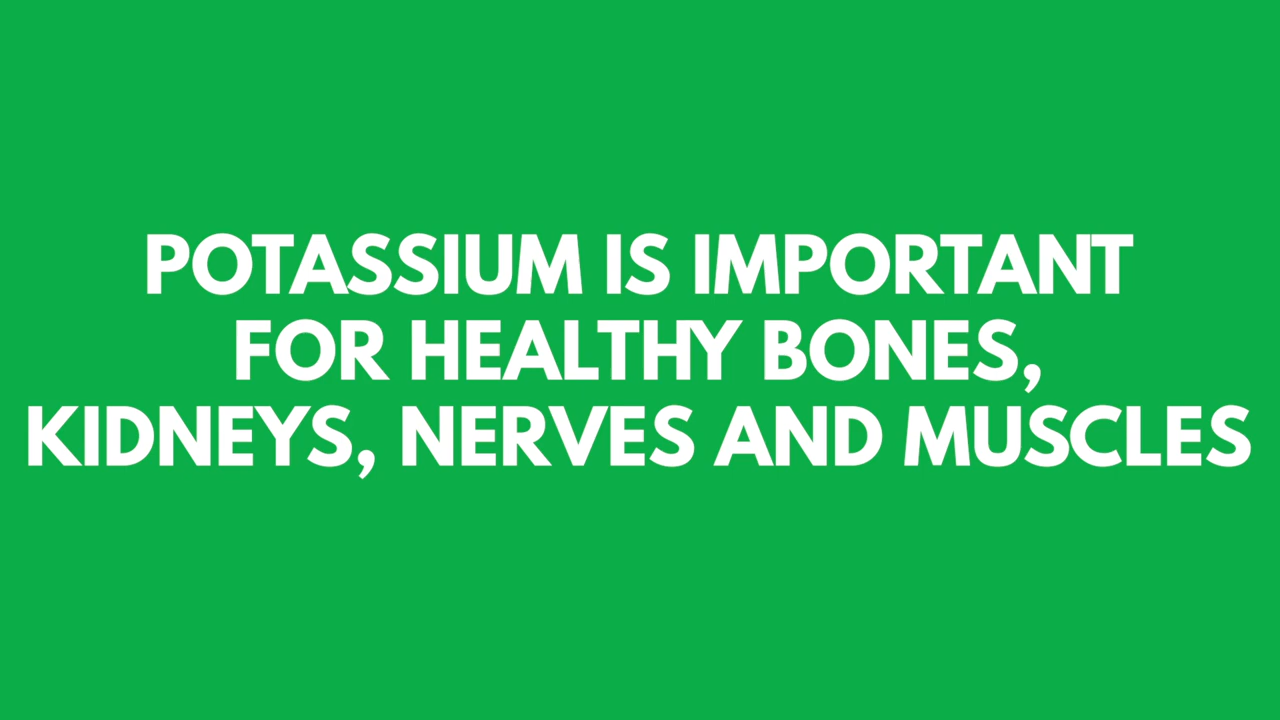 POTASSIUM IS IMPORTANT
FOR HEALTHY BONES,
KIDNEYS, NERVES AND MUSCLES